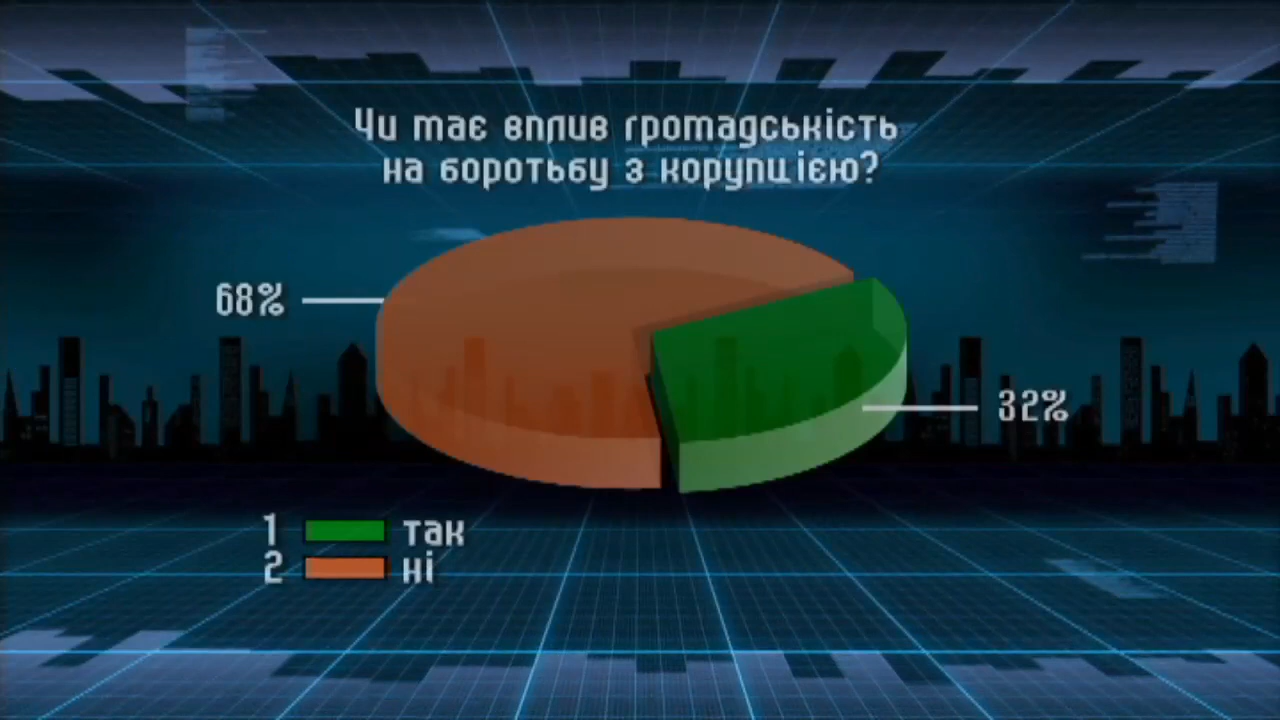 Чи має вплив громадськість
на боротьбу з корупцією?
68%
32%
1 так
2 ні